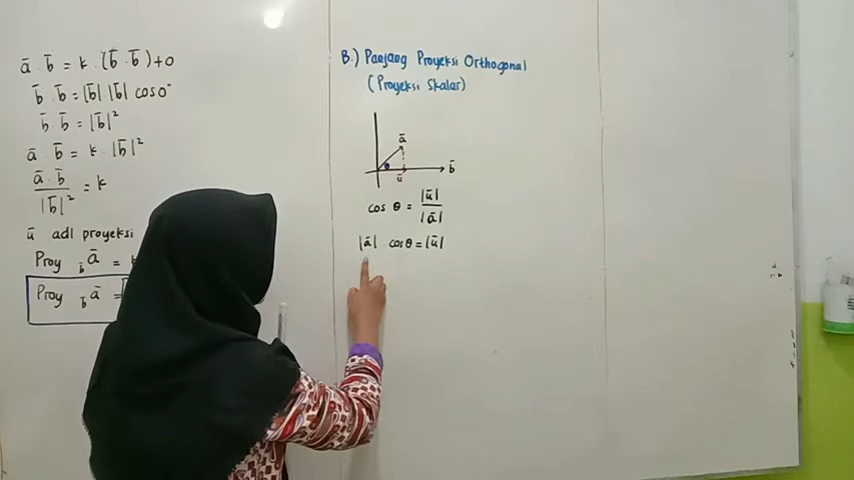 ā . b̄ = k . (b̄ . b̄) + 0
b̄ . b̄ = |b̄| |b̄| cos 0°
b̄ . b̄ = |b̄|²
ā . b̄ = k . |b̄|²
ā . b̄ / |b̄|² = k
ū adl proyeksi
Proy b̄ ā =
Proy b̄ ā =
B.) Panjang Proyeksi Orthogonal
(Proyeksi Skalar)
ā
θ
ū
b̄
cos θ = |ū| / |ā|
|ā| . cos θ = |ū|